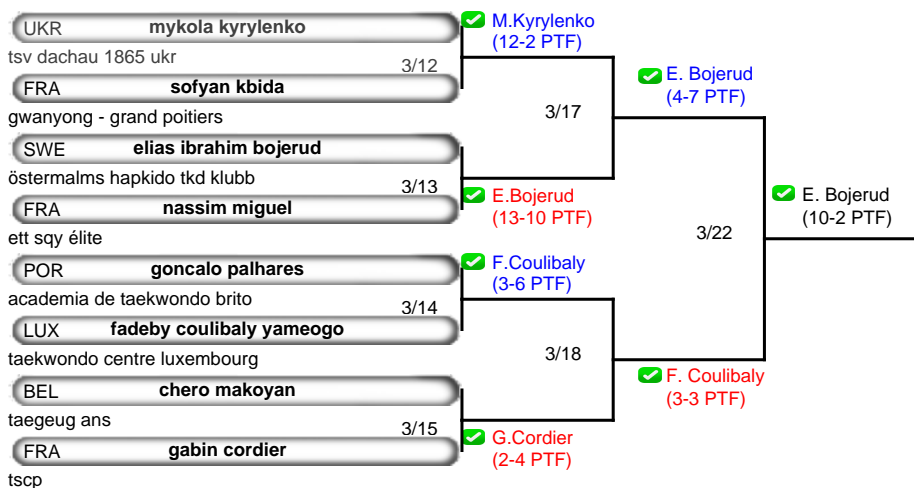 UKR mykola kyrylenko
tsv dachau 1865 ukr
3/12
FRA sofyan kbida
gwanyong - grand poitiers
SWE elias ibrahim bojerud
östermalms hapkido tkd klubb
3/13
FRA nassim miguel
ett sqy élite
POR goncalo palhares
academia de taekwondo brito
3/14
LUX fadeby coulibaly yameogo
taekwondo centre luxembourg
BEL chero makoyan
taegeug ans
3/15
FRA gabin cordier
tscp
M.Kyrylenko
(12-2 PTF)
3/17
E.Bojerud
(13-10 PTF)
F.Coulibaly
(3-6 PTF)
3/18
G.Cordier
(2-4 PTF)
E. Bojerud
(4-7 PTF)
3/22
F. Coulibaly
(3-3 PTF)
E. Bojerud
(10-2 PTF)